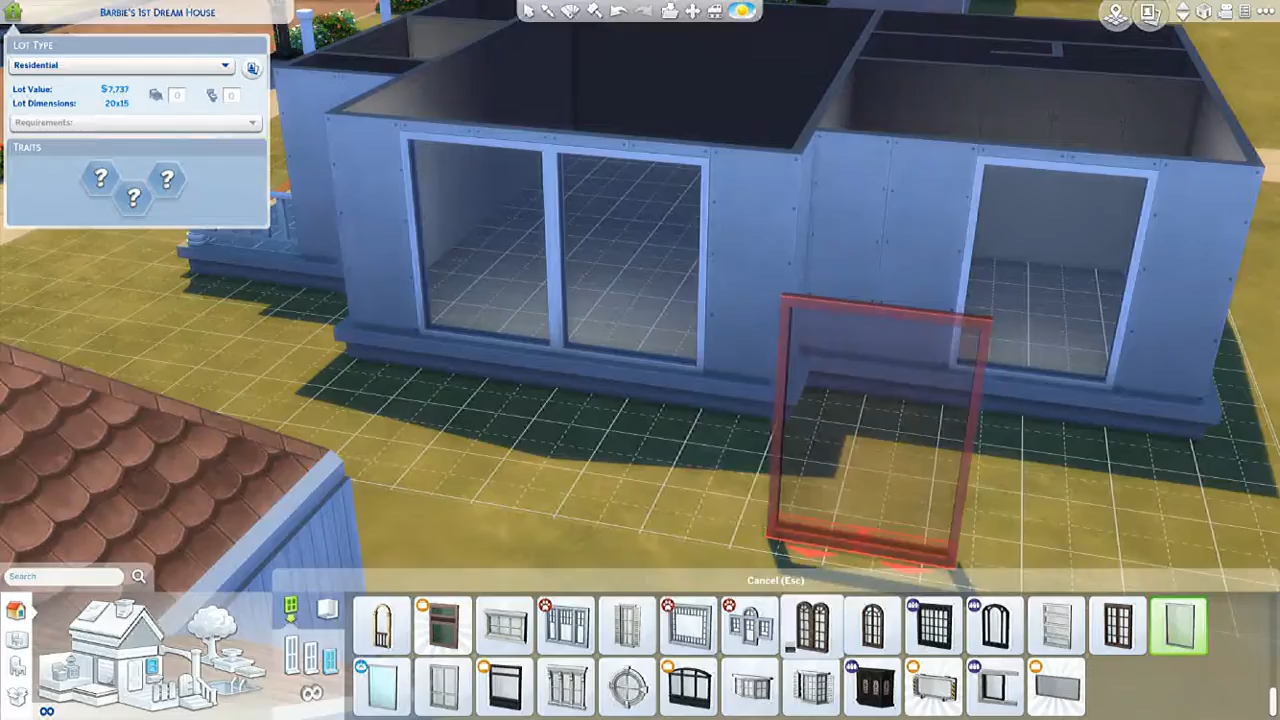 BARBIE'S 1ST DREAM HOUSE
LOT TYPE
Residential
Lot Value: §7,737
0 0
Lot Dimensions: 20x15
Requirements:
TRAITS
? ? ?
Cancel (Esc)
Search